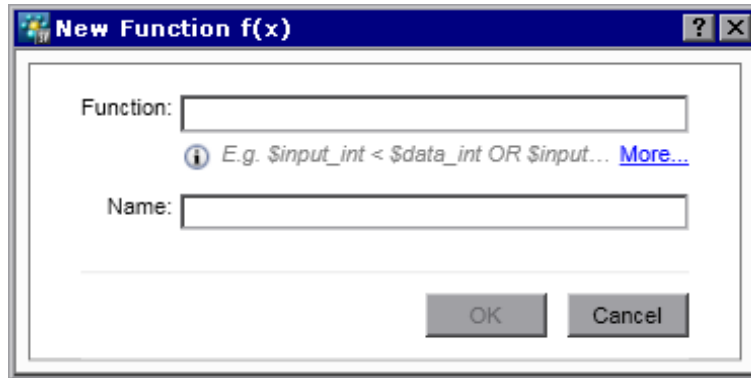 New Function f(x)
Function:
E.g. $input_int < $data_int OR $input... More...
Name:
OK Cancel